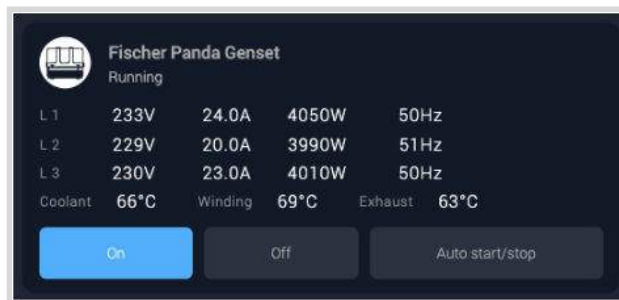 Fischer Panda Genset
Running
L 1 233V 24.0A 4050W 50Hz
L 2 229V 20.0A 3990W 51Hz
L 3 230V 23.0A 4010W 50Hz
Coolant 66°C Winding 69°C Exhaust 63°C
On Off Auto start/stop